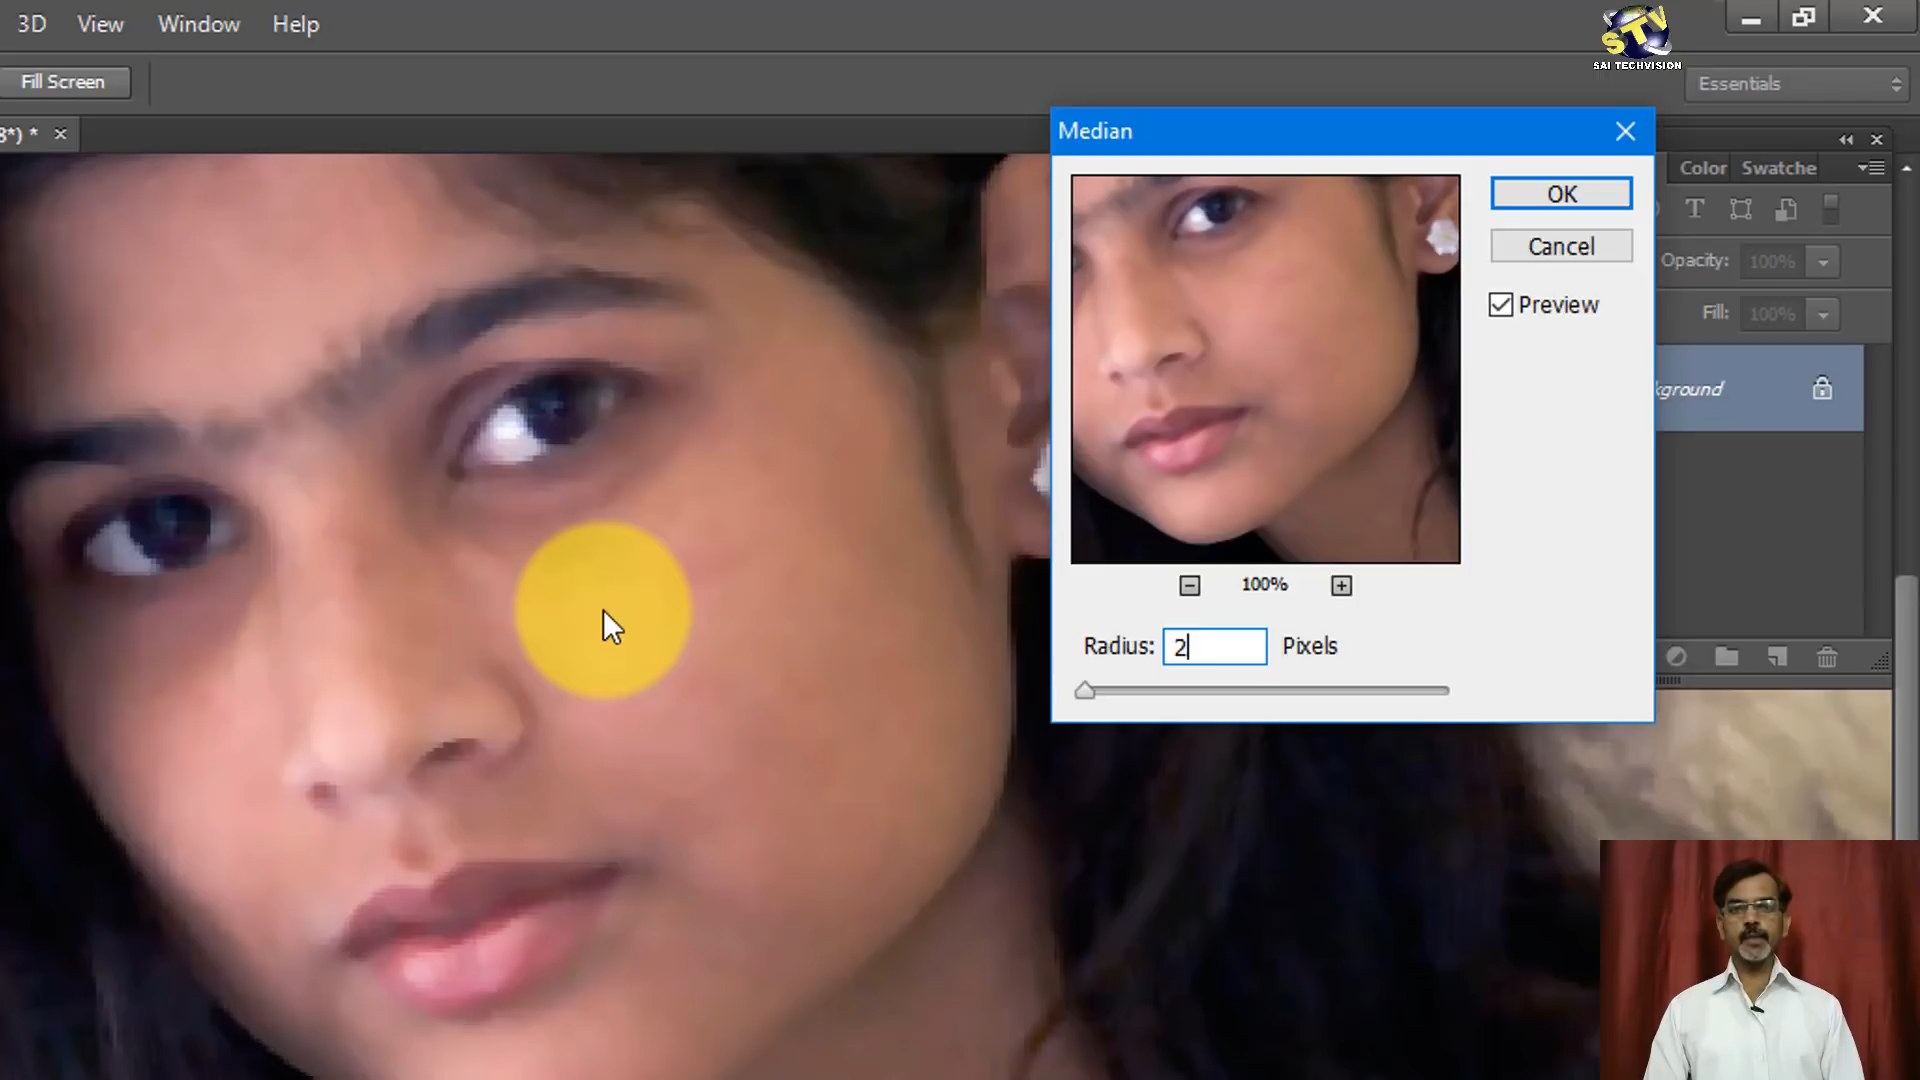 3D View Window Help
STV
SAI TECHVISION
Fill Screen
Essentials
8*) *
Median
OK
Cancel
Preview
100%
Radius: 2 Pixels
Color Swatche
T
Opacity: 100%
Fill: 100%
kground